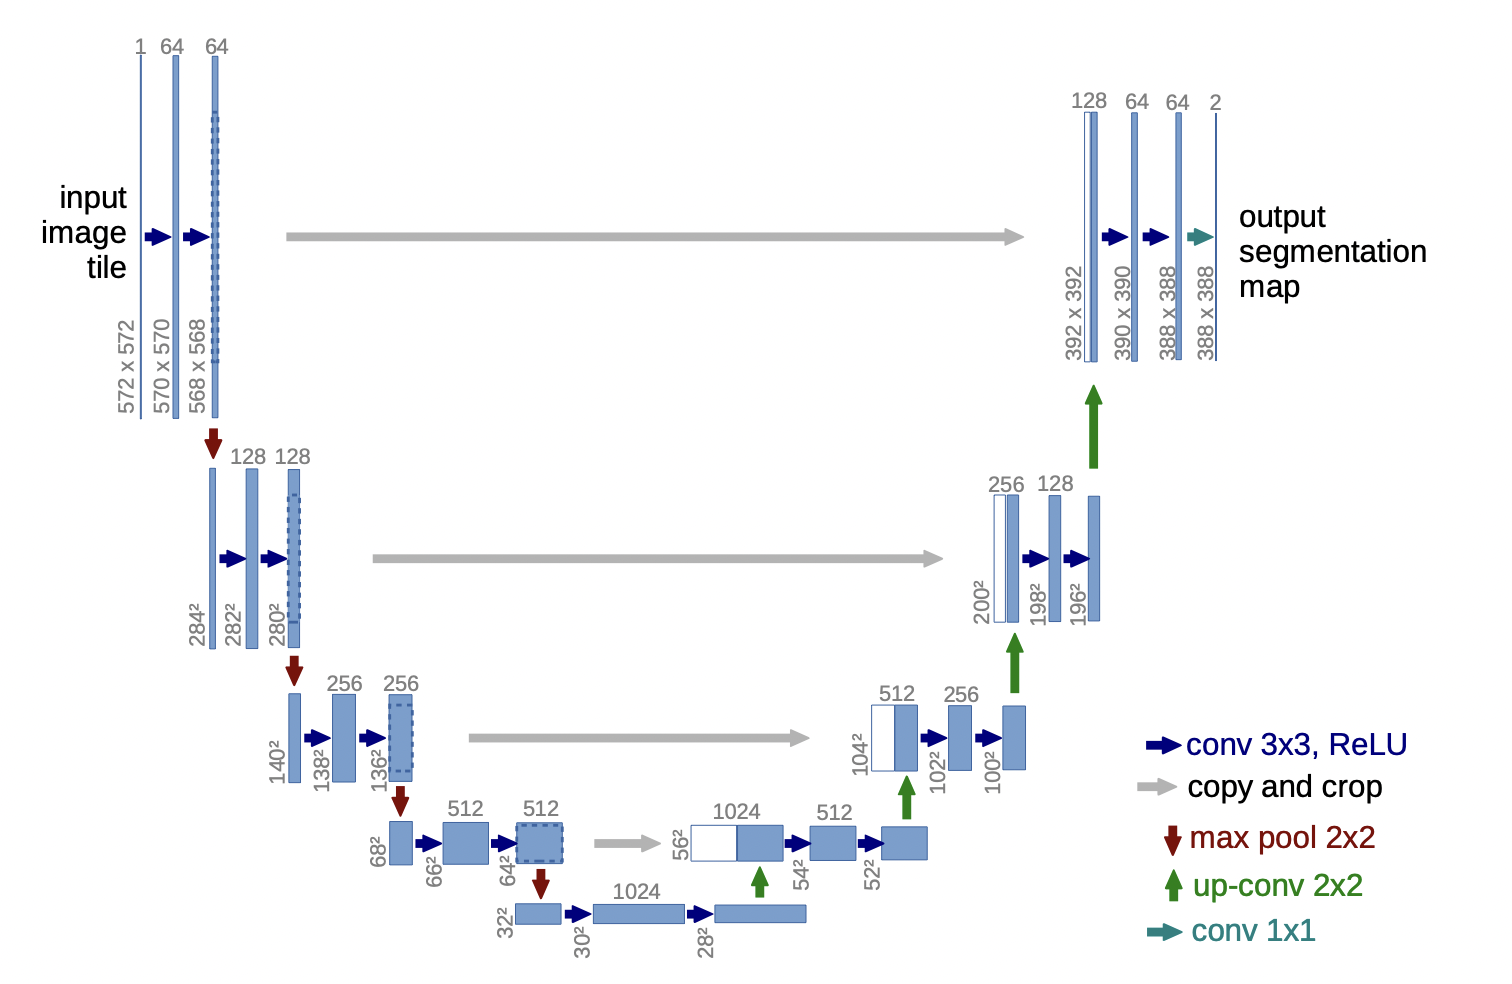 1 64 64
input
image
tile
572 x 572
570 x 570
568 x 568
128 64 64 2
392 x 392
390 x 390
388 x 388
388 x 388
output
segmentation
map
128 128
284²
282²
280²
256 128
200²
198²
196²
256 256
140²
138²
136²
512 256
104²
102²
100²
512 512
68²
66²
64²
1024 512
56²
54²
52²
1024
32²
30²
28²
conv 3x3, ReLU
copy and crop
max pool 2x2
up-conv 2x2
conv 1x1